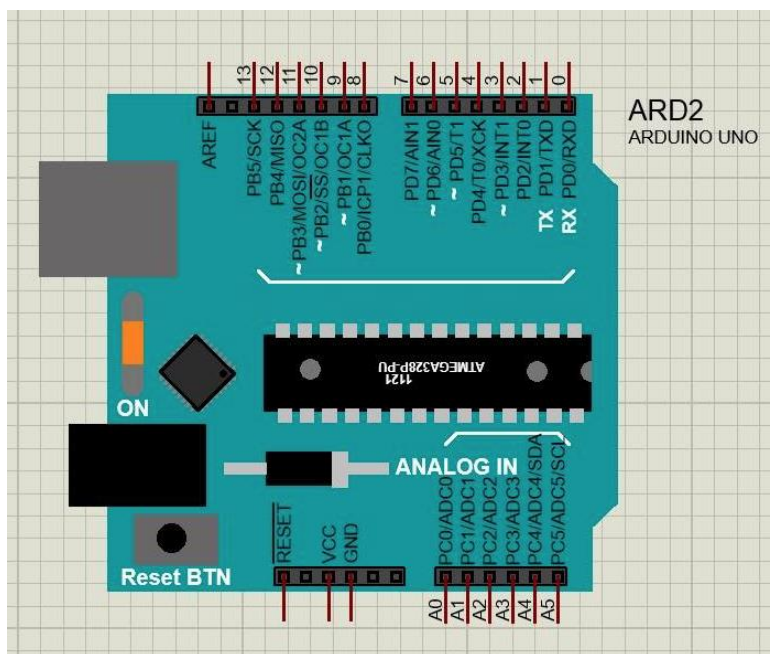 13
12
11
10
9
8
7
6
5
4
3
2
1
0
ARD2
ARDUINO UNO
AREF
PB5/SCK
PB4/MISO
~PB3/MOSI/OC2A
~PB2/SS/OC1B
~PB1/OC1A
PB0/ICP1/CLKO
PD7/AIN1
~PD6/AIN0
~PD5/T1
PD4/T0/XCK
~PD3/INT1
PD2/INT0
TX PD1/TXD
RX PD0/RXD
1121
ATMEGA328P-PU
ON
ANALOG IN
Reset BTN
RESET
VCC
GND
PC0/ADC0
PC1/ADC1
PC2/ADC2
PC3/ADC3
PC4/ADC4/SDA
PC5/ADC5/SCL
A0
A1
A2
A3
A4
A5